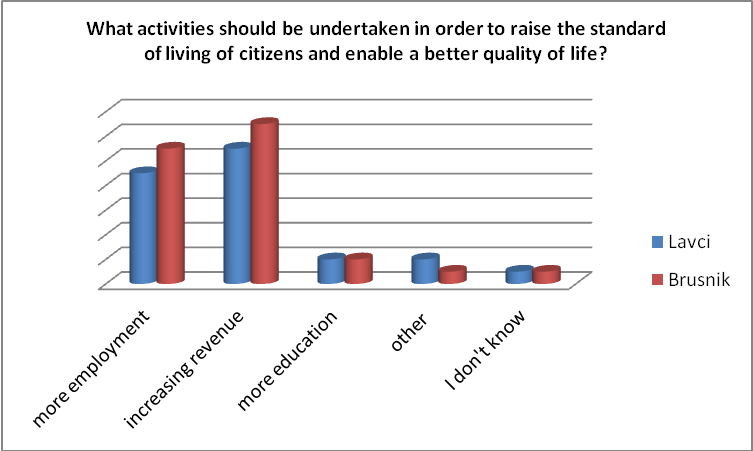 What activities should be undertaken in order to raise the standard
of living of citizens and enable a better quality of life?
Lavci
Brusnik
more employment
increasing revenue
more education
other
I don't know